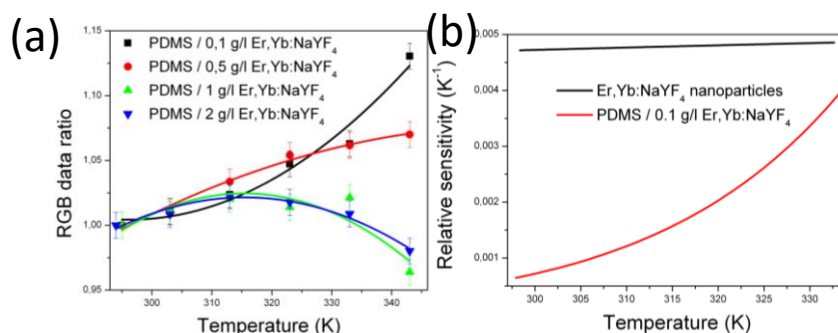 (a)
RGB data ratio
1,15
1,10
1,05
1,00
0,95
PDMS / 0,1 g/l Er,Yb:NaYF₄
PDMS / 0,5 g/l Er,Yb:NaYF₄
PDMS / 1 g/l Er,Yb:NaYF₄
PDMS / 2 g/l Er,Yb:NaYF₄
300 310 320 330 340
Temperature (K)
(b)
Relative sensitivity (K⁻¹)
0.005
0.004
0.003
0.002
0.001
Er,Yb:NaYF₄ nanoparticles
PDMS / 0.1 g/l Er,Yb:NaYF₄
300 305 310 315 320 325 330
Temperature (K)